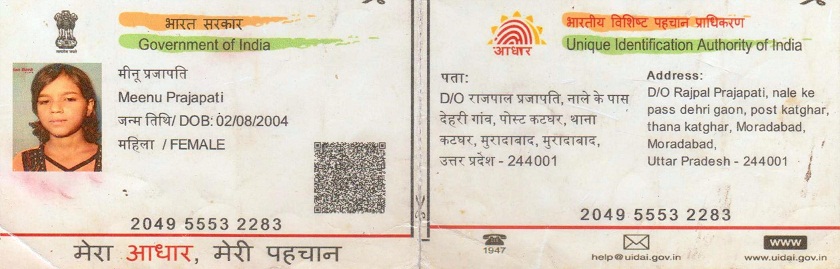 भारत सरकार
Government of India
मीनू प्रजापति
Meenu Prajapati
जन्म तिथि/ DOB: 02/08/2004
महिला / FEMALE
2049 5553 2283
मेरा आधार, मेरी पहचान
आधार
भारतीय विशिष्ट पहचान प्राधिकरण
Unique Identification Authority of India
पता:
D/O राजपाल प्रजापति, नाले के पास
देहरी गांव, पोस्ट कटघर, थाना
कटघर, मुरादाबाद, मुरादाबाद,
उत्तर प्रदेश - 244001
Address:
D/O Rajpal Prajapati, nale ke
pass dehri gaon, post katghar,
thana katghar, Moradabad,
Moradabad,
Uttar Pradesh - 244001
2049 5553 2283
1947
help@uidai.gov.in
www
www.uidai.gov.in